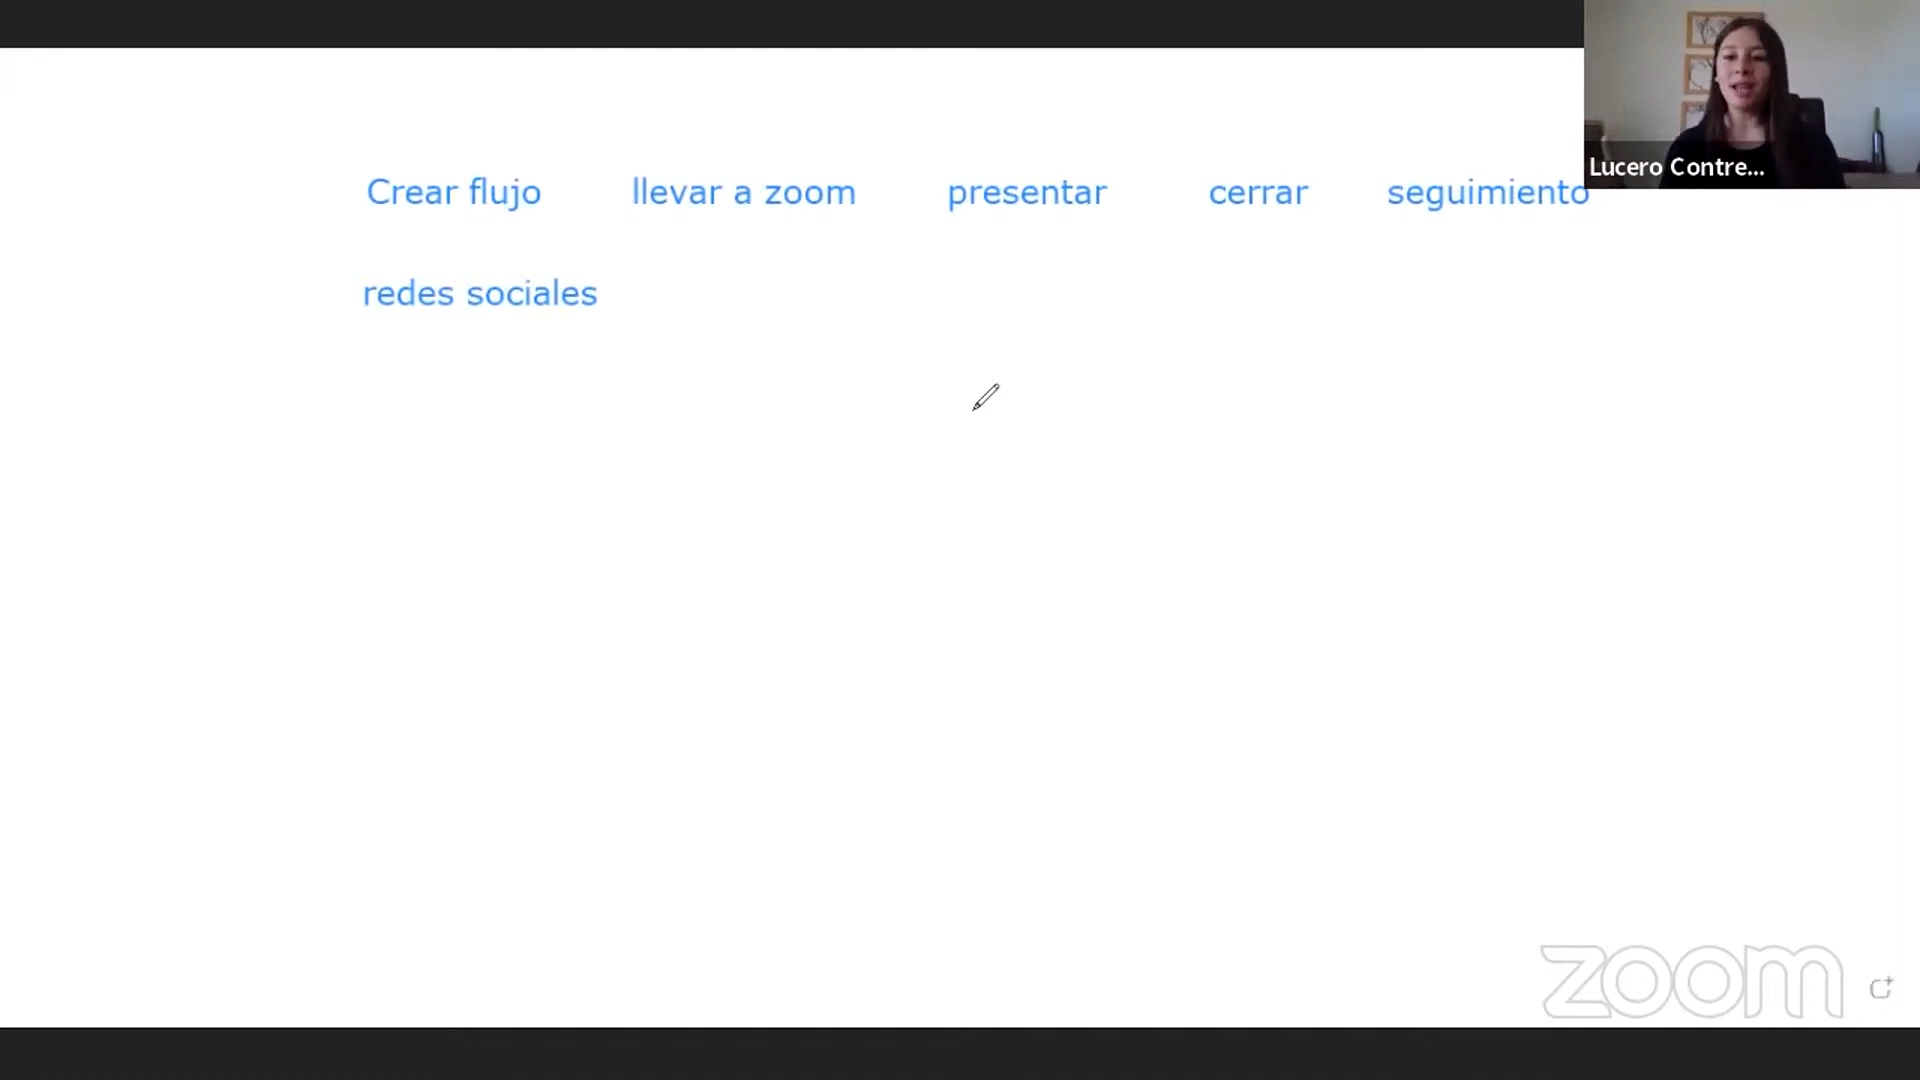 Crear flujo llevar a zoom presentar cerrar seguimiento
redes sociales
Lucero Contre...
zoom